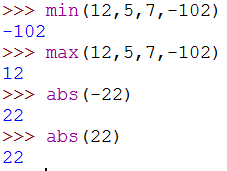 >>> min(12,5,7,-102)
-102
>>> max(12,5,7,-102)
12
>>> abs(-22)
22
>>> abs(22)
22